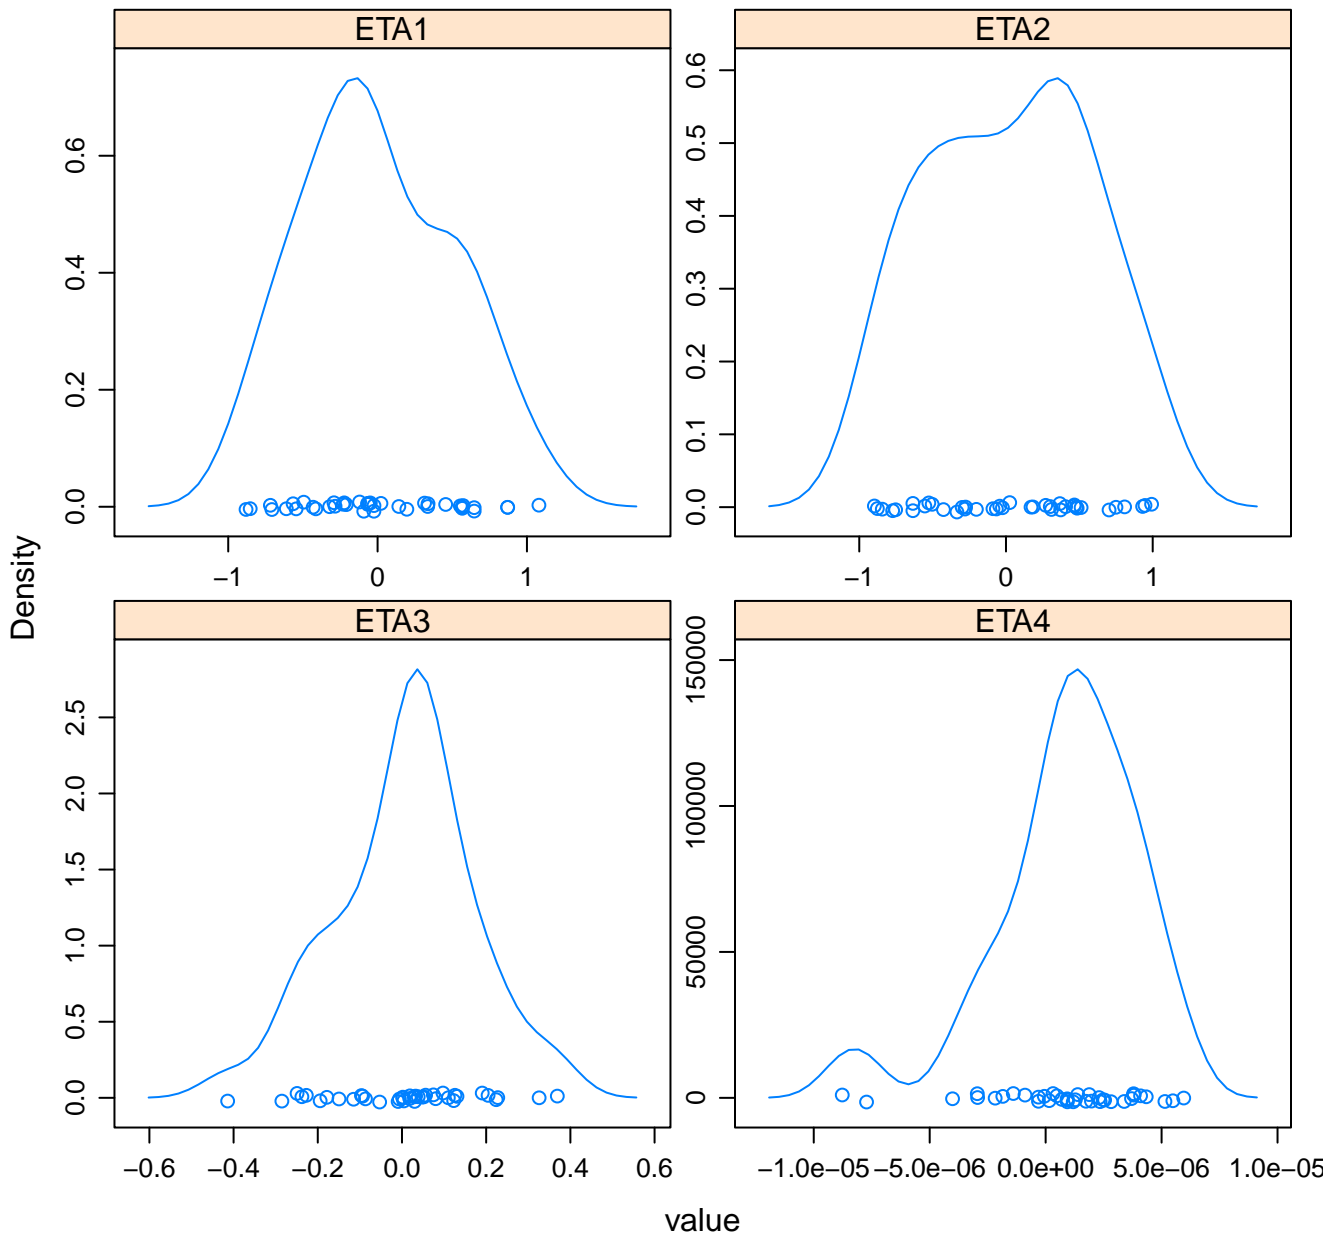 ETA1
ETA2
0.0 0.2 0.4 0.6
0.0 0.1 0.2 0.3 0.4 0.5 0.6
−1 0 1
−1 0 1
Density
ETA3
ETA4
0.0 0.5 1.0 1.5 2.0 2.5
0 50000 100000 150000
−0.6 −0.4 −0.2 0.0 0.2 0.4 0.6
−1.0e−05 −5.0e−06 0.0e+00 5.0e−06 1.0e−05
value